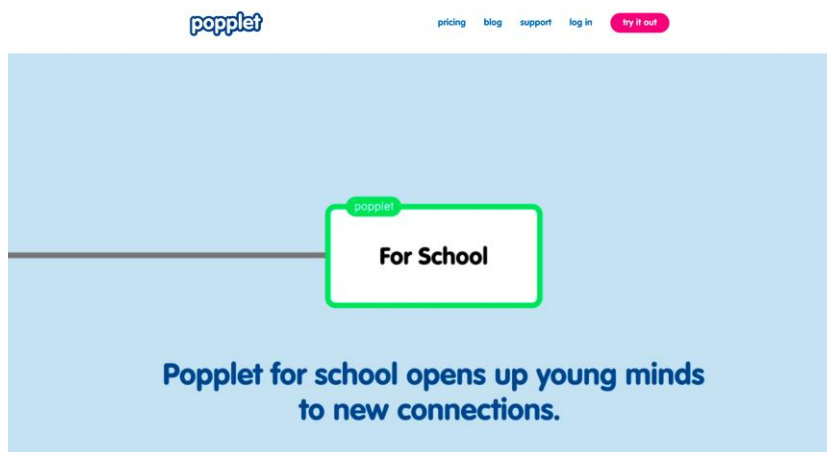 popplet
pricing blog support log in try it out
popplet
For School
Popplet for school opens up young minds
to new connections.